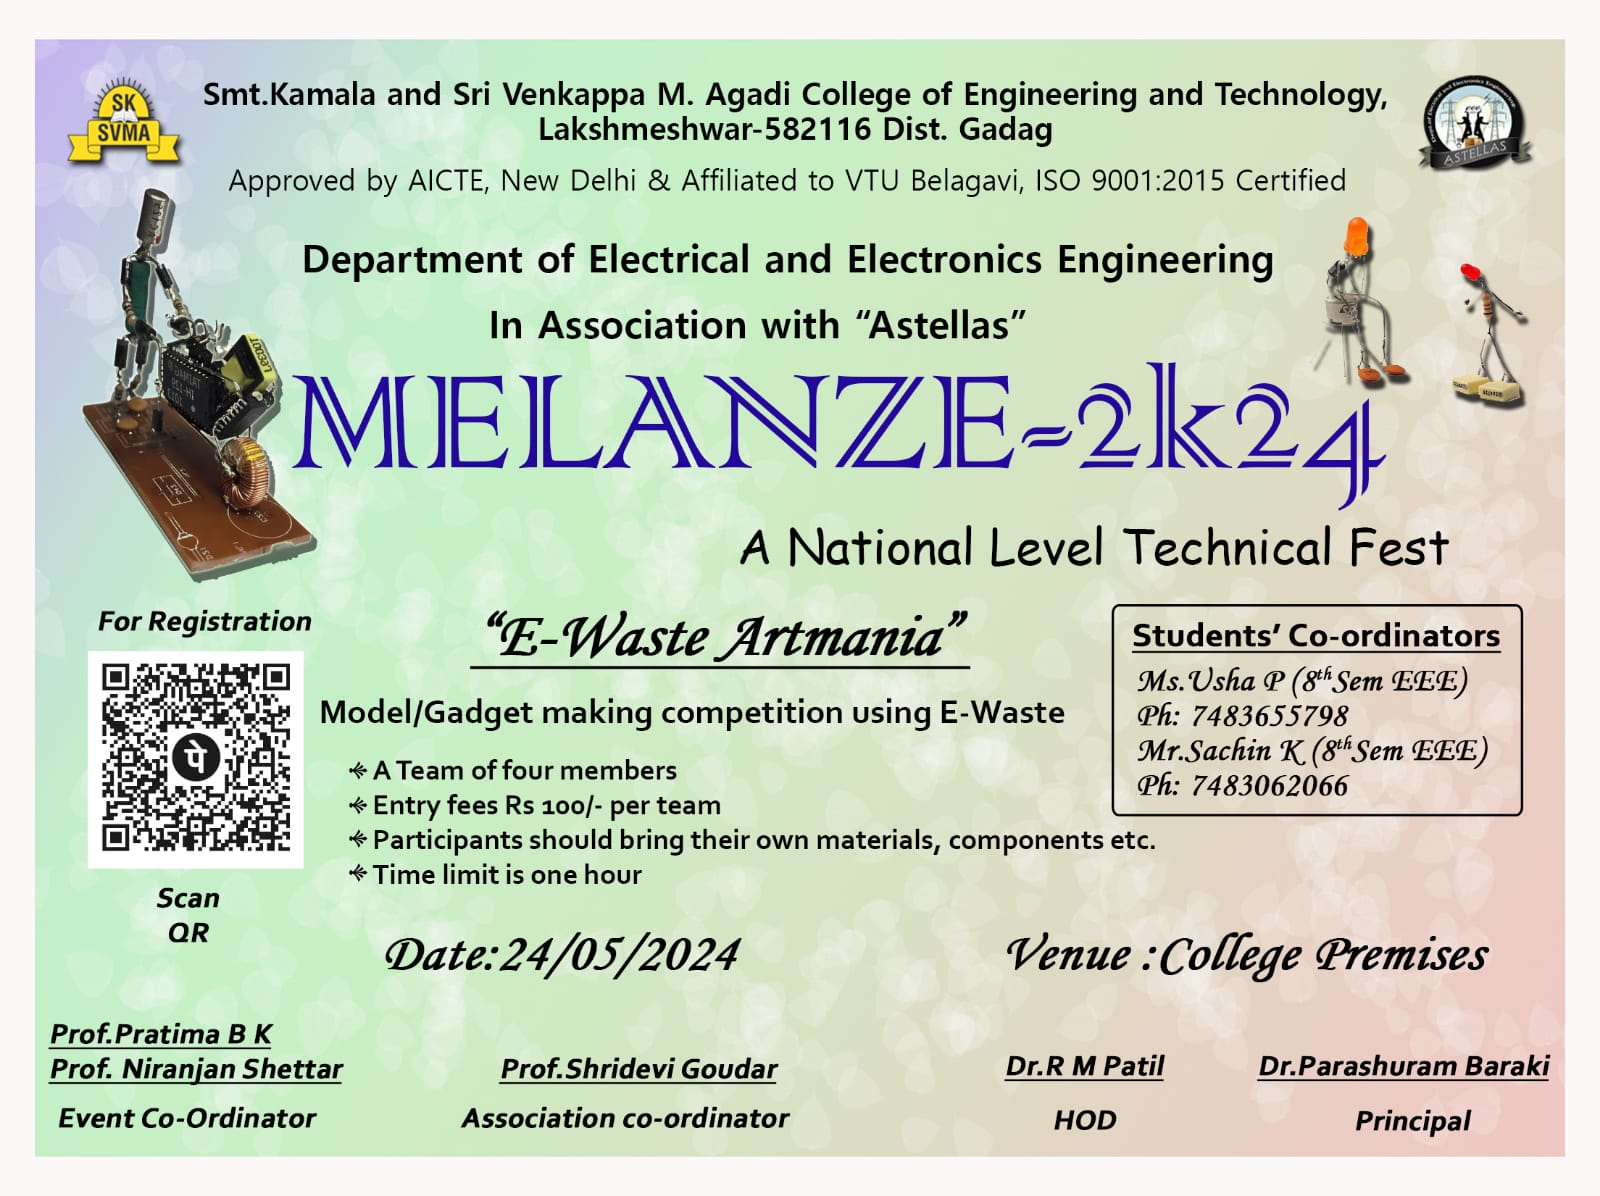 SK
SVMA
Smt.Kamala and Sri Venkappa M. Agadi College of Engineering and Technology,
Lakshmeshwar-582116 Dist. Gadag
Approved by AICTE, New Delhi & Affiliated to VTU Belagavi, ISO 9001:2015 Certified
ASTELLAS
Department of Electrical and Electronics Engineering
In Association with “Astellas”
MELANZE-2k24
A National Level Technical Fest
For Registration
पे
Scan
QR
“E-Waste Artmania”
Model/Gadget making competition using E-Waste
A Team of four members
Entry fees Rs 100/- per team
Participants should bring their own materials, components etc.
Time limit is one hour
Students’ Co-ordinators
Ms.Usha P (8th Sem EEE)
Ph: 7483655798
Mr.Sachin K (8th Sem EEE)
Ph: 7483062066
Date:24/05/2024
Venue :College Premises
Prof.Pratima B K
Prof. Niranjan Shettar
Event Co-Ordinator
Prof.Shridevi Goudar
Association co-ordinator
Dr.R M Patil
HOD
Dr.Parashuram Baraki
Principal